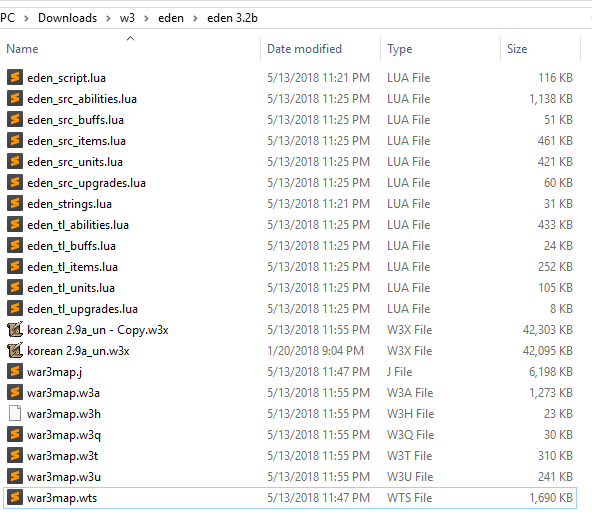 PC > Downloads > w3 > eden > eden 3.2b
Name Date modified Type Size
eden_script.lua 5/13/2018 11:21 PM LUA File 116 KB
eden_src_abilities.lua 5/13/2018 11:25 PM LUA File 1,138 KB
eden_src_buffs.lua 5/13/2018 11:25 PM LUA File 51 KB
eden_src_items.lua 5/13/2018 11:25 PM LUA File 461 KB
eden_src_units.lua 5/13/2018 11:25 PM LUA File 421 KB
eden_src_upgrades.lua 5/13/2018 11:25 PM LUA File 60 KB
eden_strings.lua 5/13/2018 11:21 PM LUA File 31 KB
eden_tl_abilities.lua 5/13/2018 11:25 PM LUA File 433 KB
eden_tl_buffs.lua 5/13/2018 11:25 PM LUA File 24 KB
eden_tl_items.lua 5/13/2018 11:25 PM LUA File 252 KB
eden_tl_units.lua 5/13/2018 11:25 PM LUA File 105 KB
eden_tl_upgrades.lua 5/13/2018 11:25 PM LUA File 8 KB
korean 2.9a_un - Copy.w3x 5/13/2018 11:55 PM W3X File 42,303 KB
korean 2.9a_un.w3x 1/20/2018 9:04 PM W3X File 42,095 KB
war3map.j 5/13/2018 11:47 PM J File 6,198 KB
war3map.w3a 5/13/2018 11:55 PM W3A File 1,273 KB
war3map.w3h 5/13/2018 11:55 PM W3H File 23 KB
war3map.w3q 5/13/2018 11:55 PM W3Q File 30 KB
war3map.w3t 5/13/2018 11:55 PM W3T File 310 KB
war3map.w3u 5/13/2018 11:55 PM W3U File 241 KB
war3map.wts 5/13/2018 11:47 PM WTS File 1,690 KB